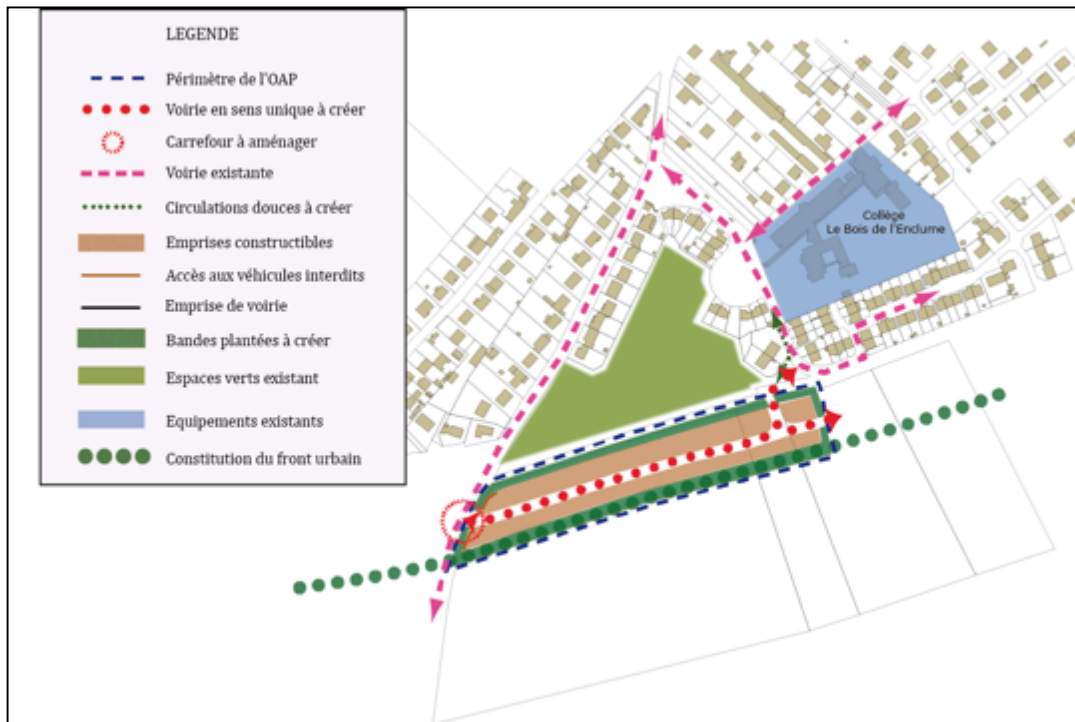 LEGENDE
Périmètre de l'OAP
Voirie en sens unique à créer
Carrefour à aménager
Voirie existante
Circulations douces à créer
Emprises constructibles
Accès aux véhicules interdits
Emprise de voirie
Bandes plantées à créer
Espaces verts existant
Equipements existants
Constitution du front urbain
Collège
Le Bois de l'Enclume